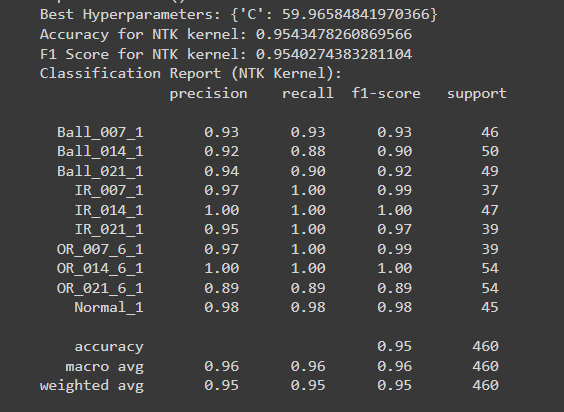 Best Hyperparameters: {'C': 59.96584841970366}
Accuracy for NTK kernel: 0.9543478260869566
F1 Score for NTK kernel: 0.9540274383281104
Classification Report (NTK Kernel):
precision recall f1-score support
Ball_007_1 0.93 0.93 0.93 46
Ball_014_1 0.92 0.88 0.90 50
Ball_021_1 0.94 0.90 0.92 49
IR_007_1 0.97 1.00 0.99 37
IR_014_1 1.00 1.00 1.00 47
IR_021_1 0.95 1.00 0.97 39
OR_007_6_1 0.97 1.00 0.99 39
OR_014_6_1 1.00 1.00 1.00 54
OR_021_6_1 0.89 0.89 0.89 54
Normal_1 0.98 0.98 0.98 45
accuracy 0.95 460
macro avg 0.96 0.96 0.96 460
weighted avg 0.95 0.95 0.95 460